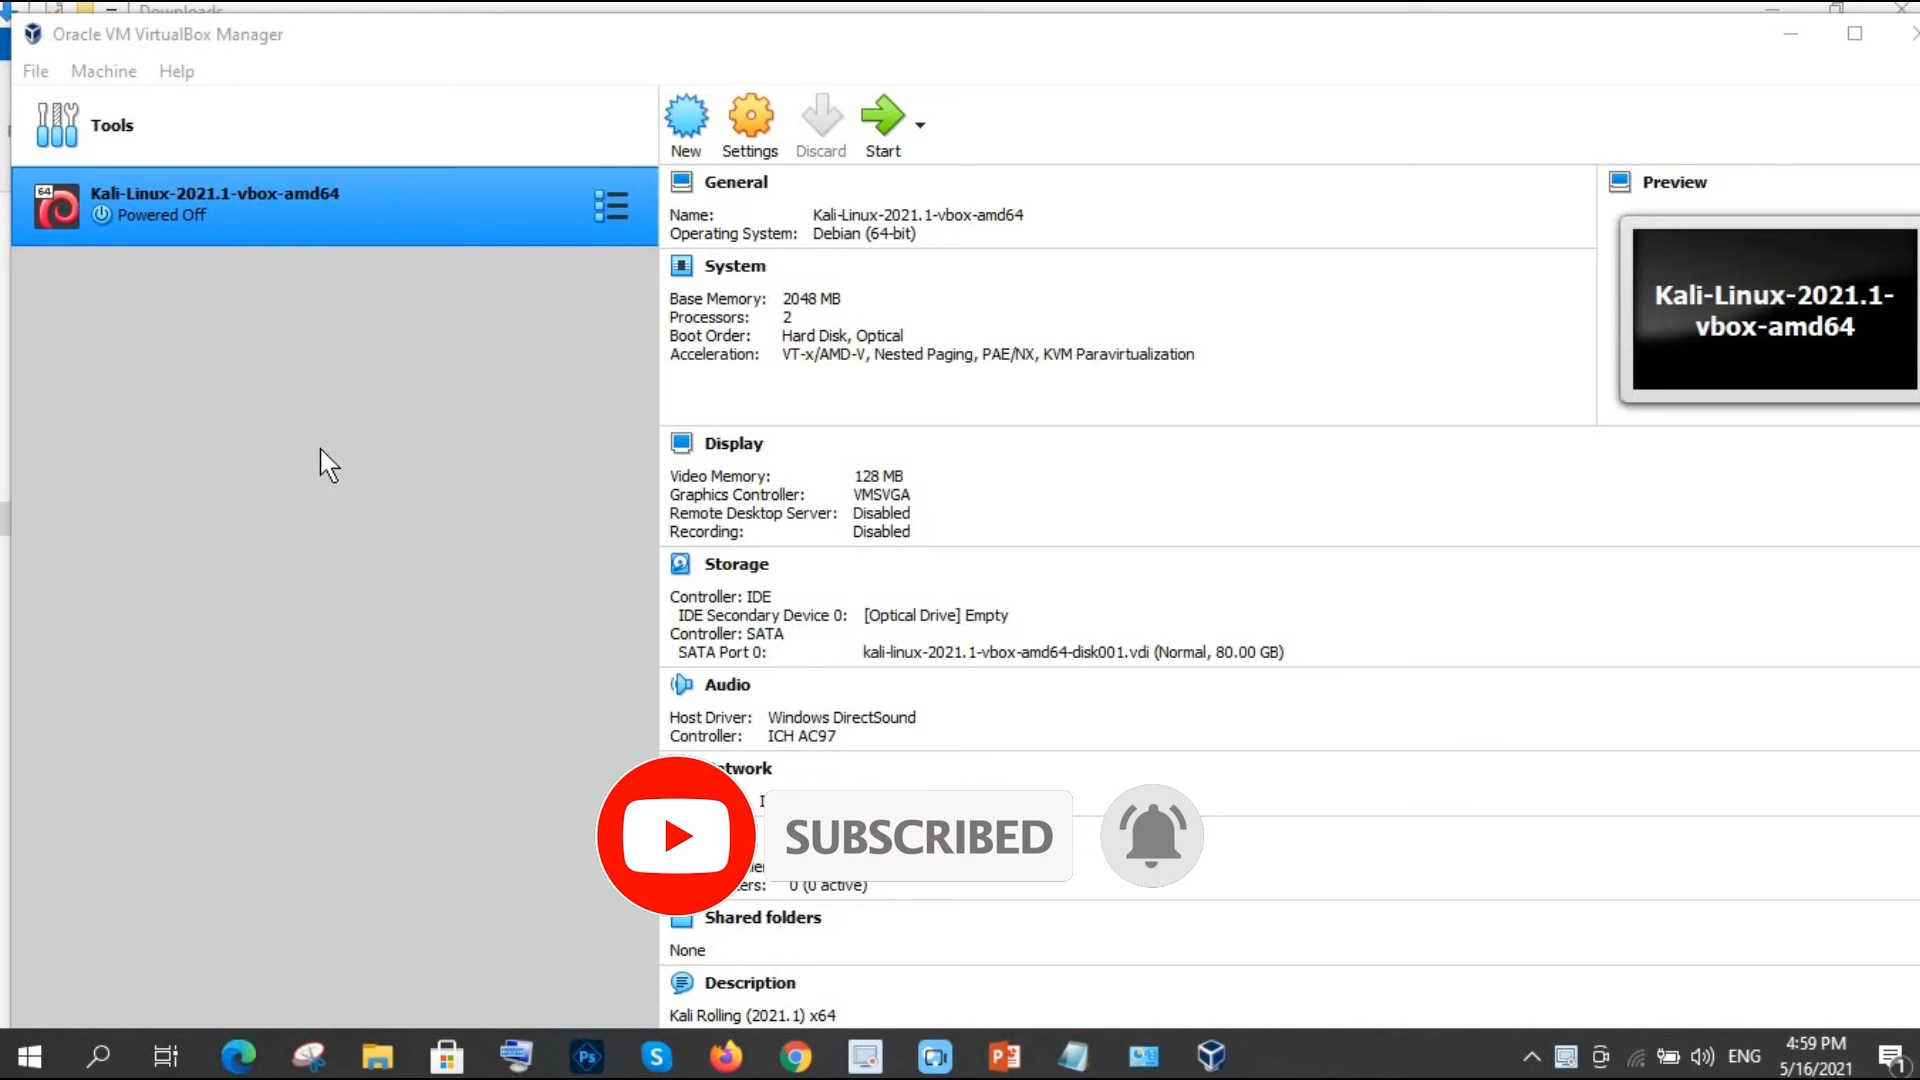 Downloads
Oracle VM VirtualBox Manager
File Machine Help
Tools
New Settings Discard Start
64
Kali-Linux-2021.1-vbox-amd64
Powered Off
General
Name: Kali-Linux-2021.1-vbox-amd64
Operating System: Debian (64-bit)
Preview
Kali-Linux-2021.1-
vbox-amd64
System
Base Memory: 2048 MB
Processors: 2
Boot Order: Hard Disk, Optical
Acceleration: VT-x/AMD-V, Nested Paging, PAE/NX, KVM Paravirtualization
Display
Video Memory: 128 MB
Graphics Controller: VMSVGA
Remote Desktop Server: Disabled
Recording: Disabled
Storage
Controller: IDE
IDE Secondary Device 0: [Optical Drive] Empty
Controller: SATA
SATA Port 0: kali-linux-2021.1-vbox-amd64-disk001.vdi (Normal, 80.00 GB)
Audio
Host Driver: Windows DirectSound
Controller: ICH AC97
etwork
SUBSCRIBED
ers: 0 (0 active)
Shared folders
None
Description
Kali Rolling (2021.1) x64
Ps
S
P
ENG
4:59 PM
5/16/2021
1